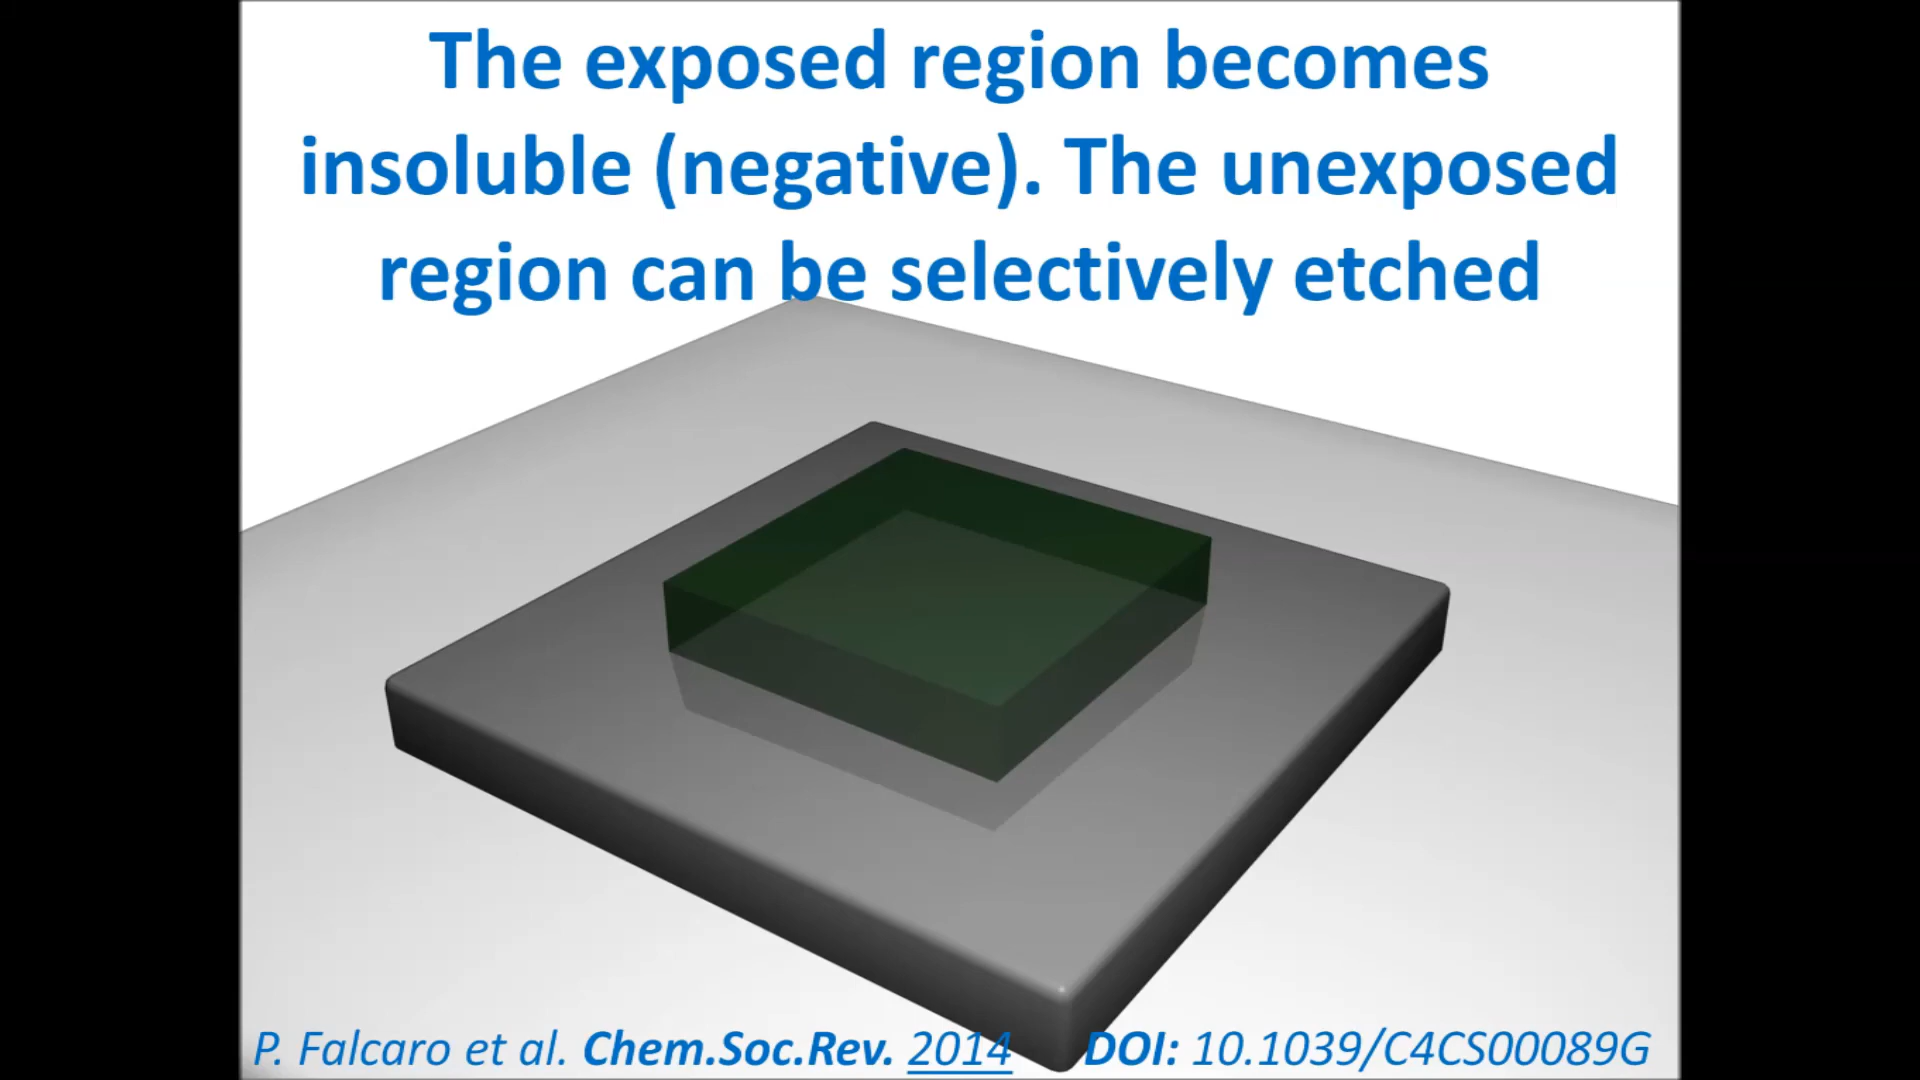 The exposed region becomes
insoluble (negative). The unexposed
region can be selectively etched
P. Falcaro et al. Chem.Soc.Rev. 2014 DOI: 10.1039/C4CS00089G